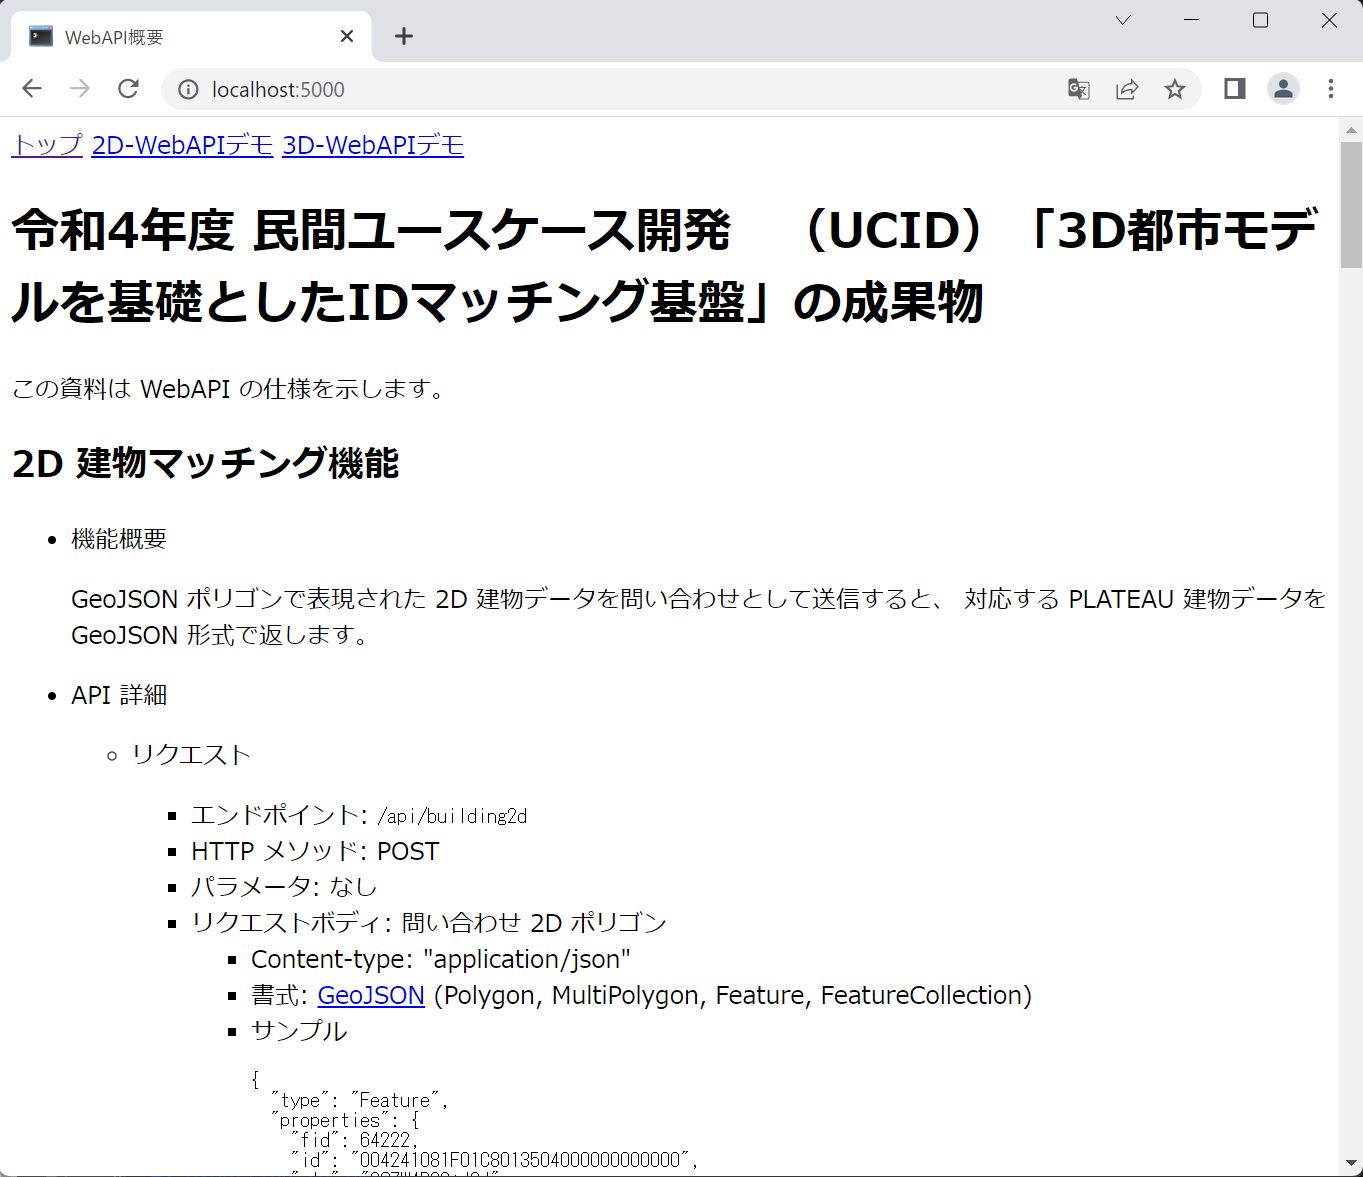 WebAPI概要
localhost:5000
トップ 2D-WebAPIデモ 3D-WebAPIデモ
令和4年度 民間ユースケース開発　（UCID）「3D都市モデ
ルを基礎としたIDマッチング基盤」の成果物
この資料は WebAPI の仕様を示します。
2D 建物マッチング機能
• 機能概要
GeoJSON ポリゴンで表現された 2D 建物データを問い合わせとして送信すると、 対応する PLATEAU 建物データを
GeoJSON 形式で返します。
• API 詳細
◦ リクエスト
▪ エンドポイント: /api/building2d
▪ HTTP メソッド: POST
▪ パラメータ: なし
▪ リクエストボディ: 問い合わせ 2D ポリゴン
▪ Content-type: "application/json"
▪ 書式: GeoJSON (Polygon, MultiPolygon, Feature, FeatureCollection)
▪ サンプル
{
"type": "Feature",
"properties": {
"fid": 64222,
"id": "004241081F01C8013504000000000000",